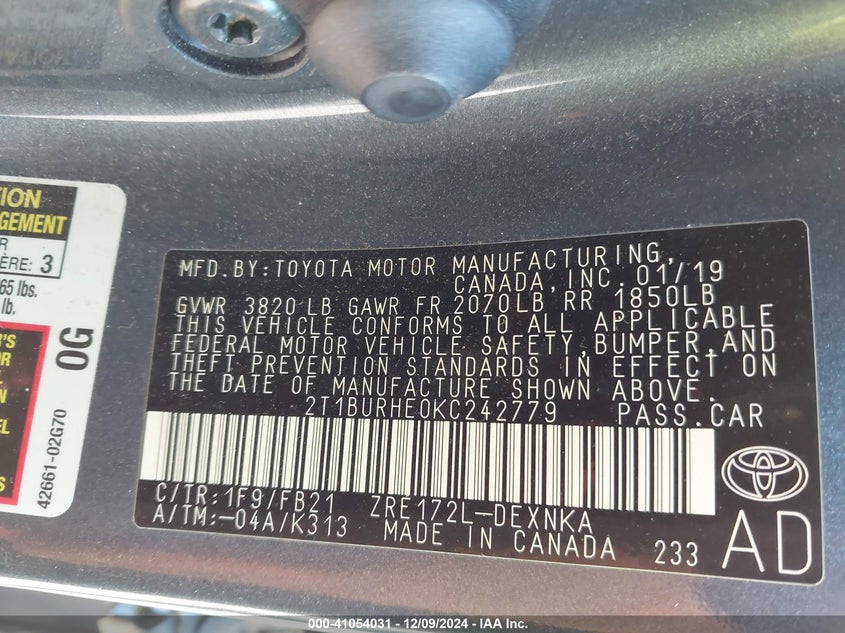 TION
GEMENT
R
ÈRE: 3
65 lbs.
lb.
'S
OR
N
EL
S
0G
42661-02G70
MFD.BY:TOYOTA MOTOR MANUFACTURING,
CANADA,INC.01/19
GVWR 3820LB GAWR FR 2070LB RR 1850LB
THIS VEHICLE CONFORMS TO ALL APPLICABLE
FEDERAL MOTOR VEHICLE SAFETY,BUMPER,AND
THEFT PREVENTION STANDARDS IN EFFECT ON
THE DATE OF MANUFACTURE SHOWN ABOVE.
2T1BURHE0KC242779 PASS.CAR
C/TR:1F9/FB21 ZRE172L-DEXNKA
A/TM:-04A/K313 MADE IN CANADA 233
AD
000-41054031 - 12/09/2024 - IAA Inc.